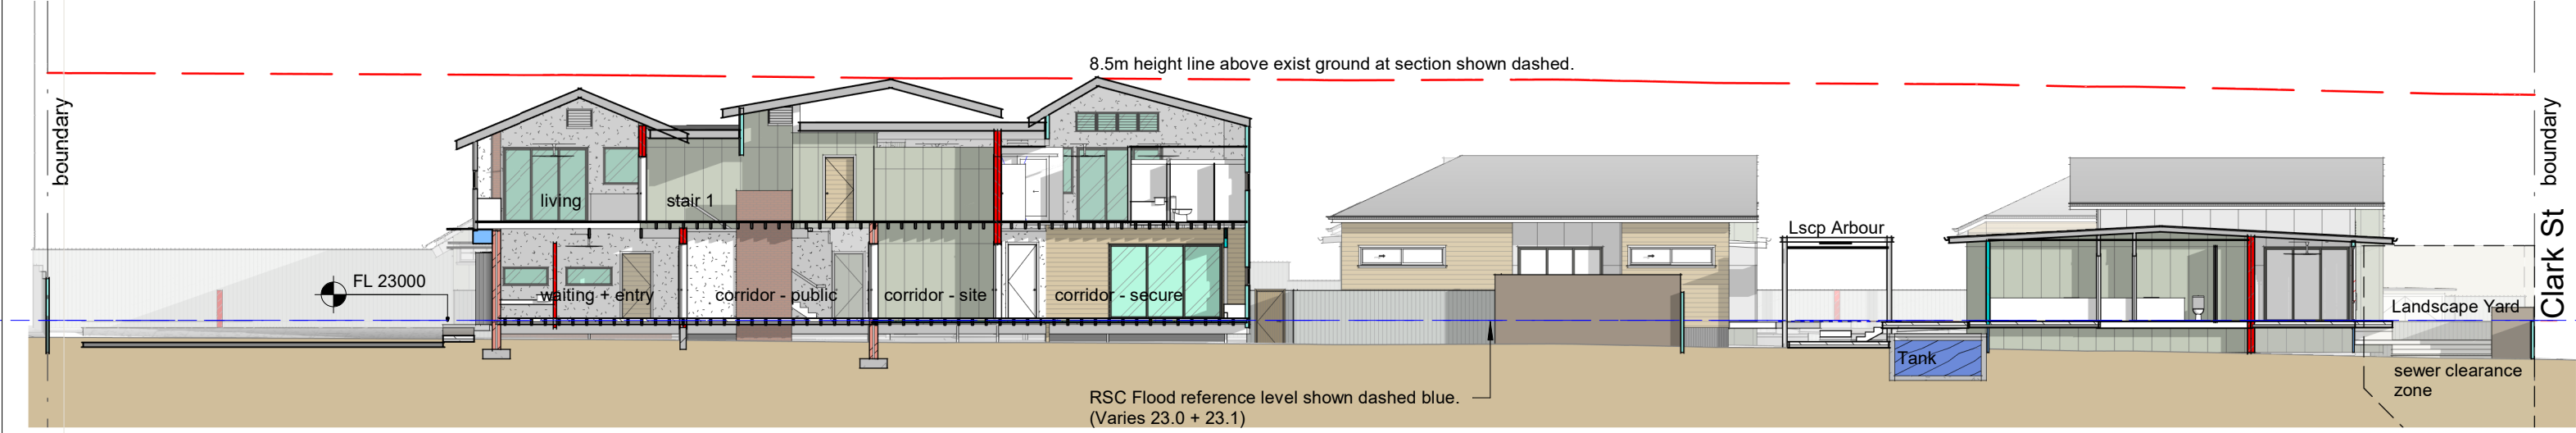 8.5m height line above exist ground at section shown dashed.
boundary
boundary
Clark St
living
stair 1
Lscp Arbour
FL 23000
waiting + entry
corridor - public
corridor - site
corridor - secure
Landscape Yard
Tank
sewer clearance
zone
RSC Flood reference level shown dashed blue.
(Varies 23.0 + 23.1)